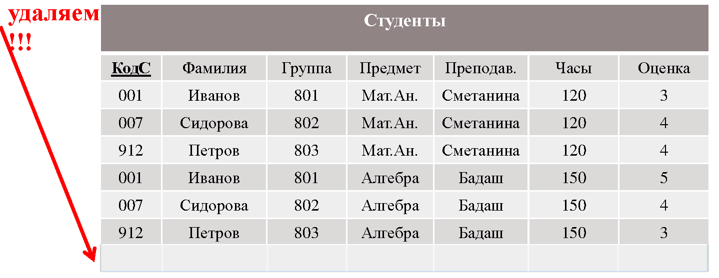 удаляем
!!!
Студенты
КодС Фамилия Группа Предмет Преподав. Часы Оценка
001 Иванов 801 Мат.Ан. Сметанина 120 3
007 Сидорова 802 Мат.Ан. Сметанина 120 4
912 Петров 803 Мат.Ан. Сметанина 120 4
001 Иванов 801 Алгебра Бадаш 150 5
007 Сидорова 802 Алгебра Бадаш 150 4
912 Петров 803 Алгебра Бадаш 150 3